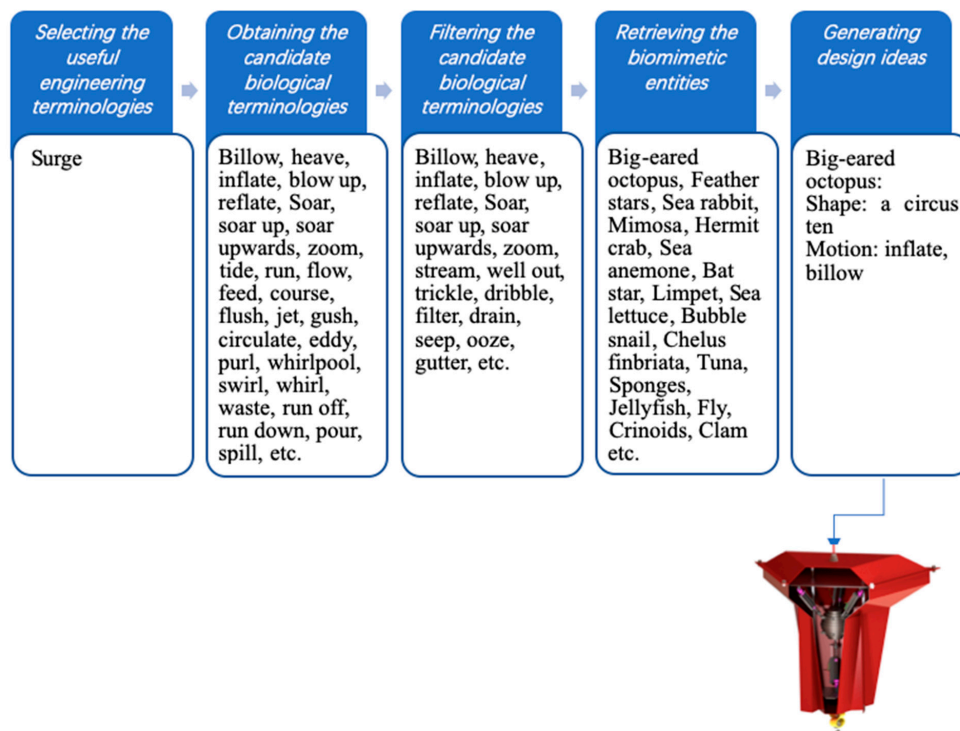 Selecting the
useful
engineering
terminologies
Surge
Obtaining the
candidate
biological
terminologies
Billow, heave,
inflate, blow up,
reflate, Soar,
soar up, soar
upwards, zoom,
tide, run, flow,
feed, course,
flush, jet, gush,
circulate, eddy,
purl, whirlpool,
swirl, whirl,
waste, run off,
run down, pour,
spill, etc.
Filtering the
candidate
biological
terminologies
Billow, heave,
inflate, blow up,
reflate, Soar,
soar up, soar
upwards, zoom,
stream, well out,
trickle, dribble,
filter, drain,
seep, ooze,
gutter, etc.
Retrieving the
biomimetic
entities
Big-eared
octopus, Feather
stars, Sea rabbit,
Mimosa, Hermit
crab, Sea
anemone, Bat
star, Limpet, Sea
lettuce, Bubble
snail, Chelus
finbriata, Tuna,
Sponges,
Jellyfish, Fly,
Crinoids, Clam
etc.
Generating
design ideas
Big-eared
octopus:
Shape: a circus
ten
Motion: inflate,
billow